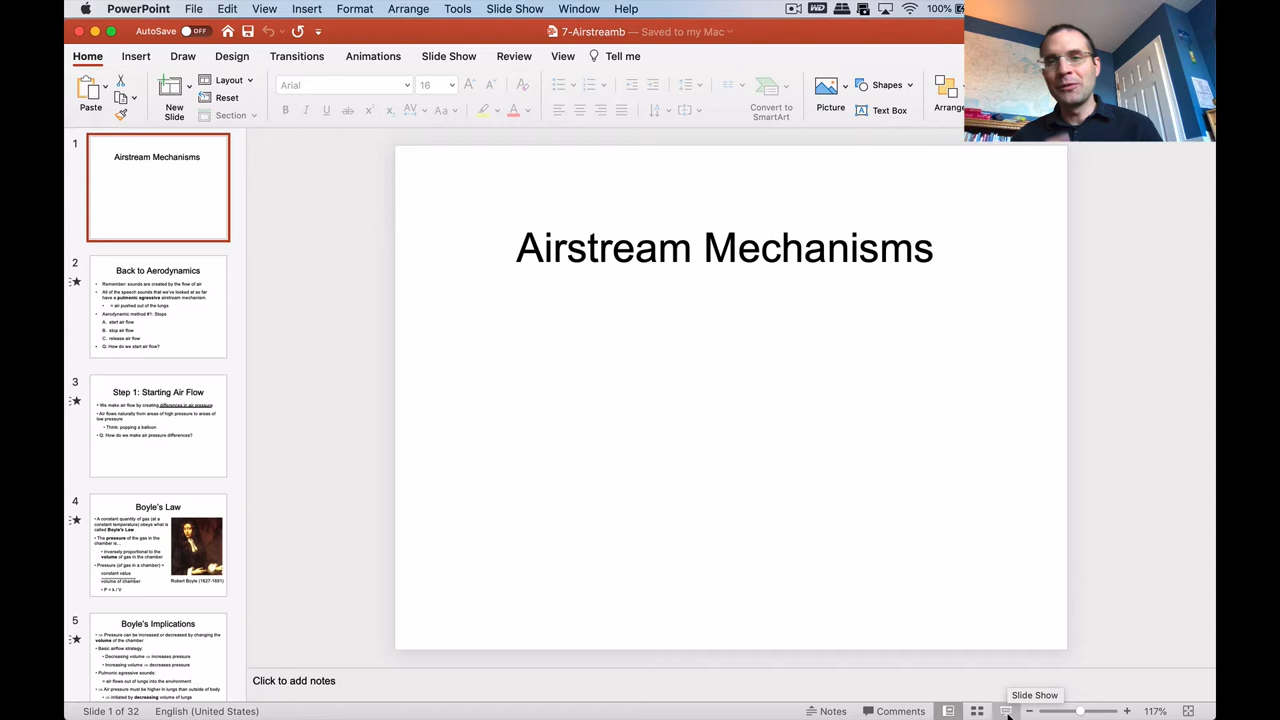 PowerPoint File Edit View Insert Format Arrange Tools Slide Show Window Help 100%
AutoSave OFF 7-Airstreamb — Saved to my Mac
Home Insert Draw Design Transitions Animations Slide Show Review View Tell me
Paste
New
Slide
Layout
Reset
Section
Arial 16
B I U ab
Convert to
SmartArt
Picture
Shapes
Text Box
Arrange
1
Airstream Mechanisms
2
Back to Aerodynamics
• Remember: sounds are created by the flow of air
• All of the speech sounds that we've looked at so far
have a pulmonic egressive airstream mechanism.
• = air pushed out of the lungs
• Aerodynamic method #1: Stops
A. start air flow
B. stop air flow
C. release air flow
• Q: How do we start air flow?
3
Step 1: Starting Air Flow
• We make air flow by creating differences in air pressure
• Air flows naturally from areas of high pressure to areas of
low pressure
• Think: popping a balloon
• Q: How do we make air pressure differences?
4
Boyle's Law
• A constant quantity of gas (at a
constant temperature) obeys what is
called Boyle's Law
• The pressure of the gas in the
chamber is...
• inversely proportional to the
volume of gas in the chamber
• Pressure (of gas in a chamber) =
constant value
volume of chamber
• P = k / V
Robert Boyle (1627-1691)
5
Boyle's Implications
• ⇒ Pressure can be increased or decreased by changing the
volume of the chamber
• Basic airflow strategy:
• Decreasing volume ⇒ increases pressure
• Increasing volume ⇒ decreases pressure
• Pulmonic egressive sounds:
= air flows out of lungs into the environment
• ⇒ Air pressure must be higher in lungs than outside of body
• ⇒ initiated by decreasing volume of lungs
Airstream Mechanisms
Click to add notes
Slide Show
Slide 1 of 32 English (United States) Notes Comments 117%